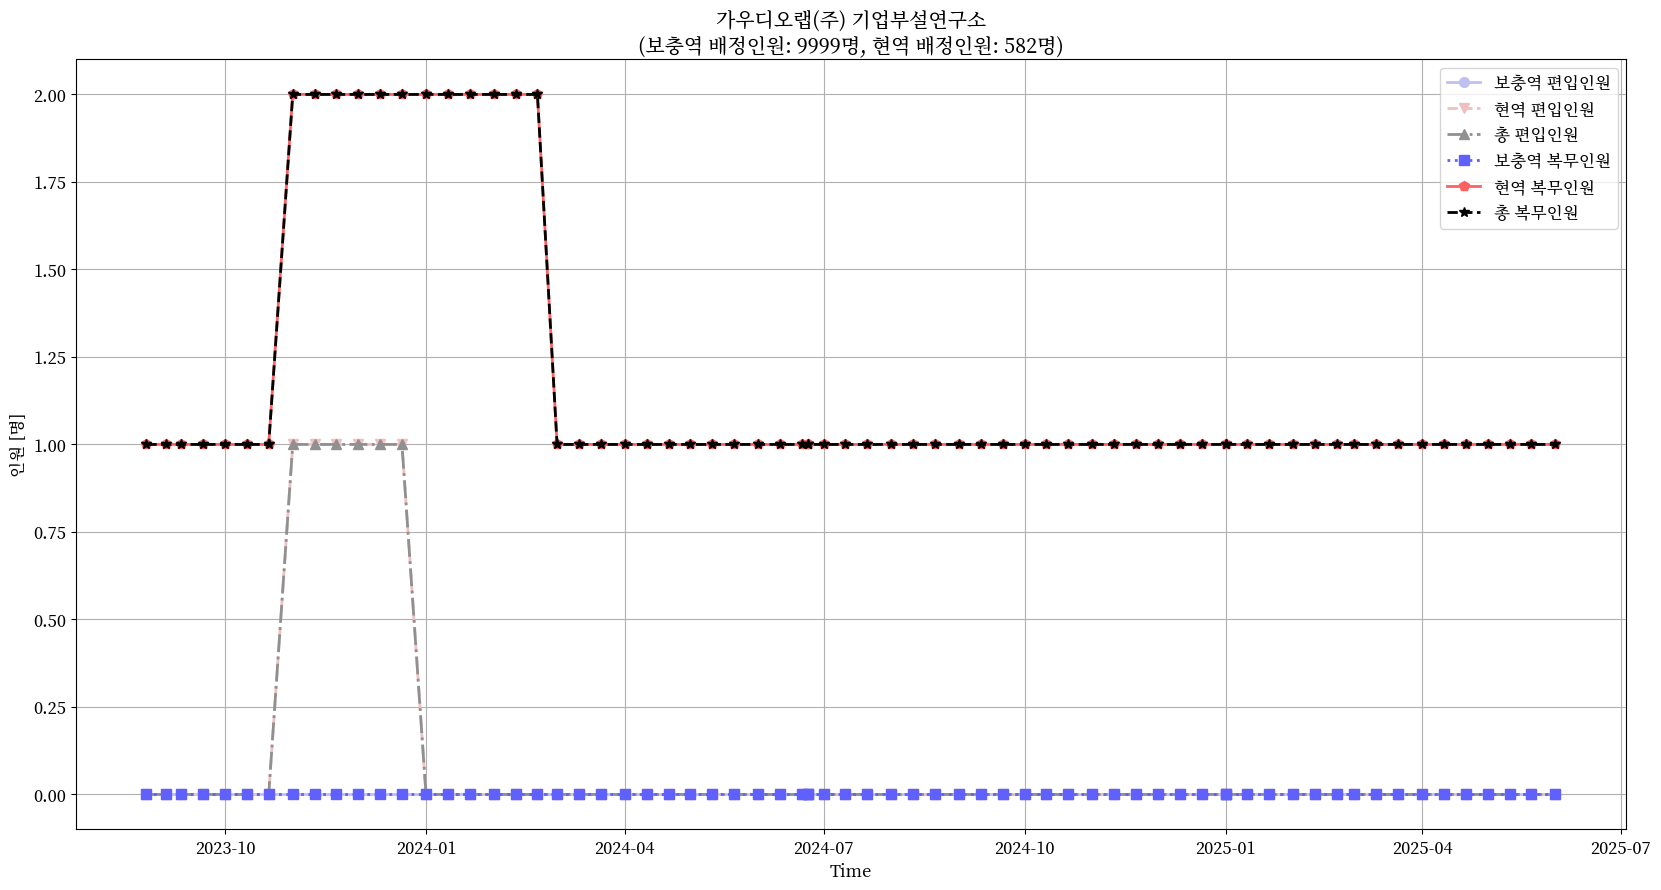 가우디오랩(주) 기업부설연구소
(보충역 배정인원: 9999명, 현역 배정인원: 582명)
보충역 편입인원
현역 편입인원
총 편입인원
보충역 복무인원
현역 복무인원
총 복무인원
인원 [명]
2.00
1.75
1.50
1.25
1.00
0.75
0.50
0.25
0.00
2023-10
2024-01
2024-04
2024-07
2024-10
2025-01
2025-04
2025-07
Time